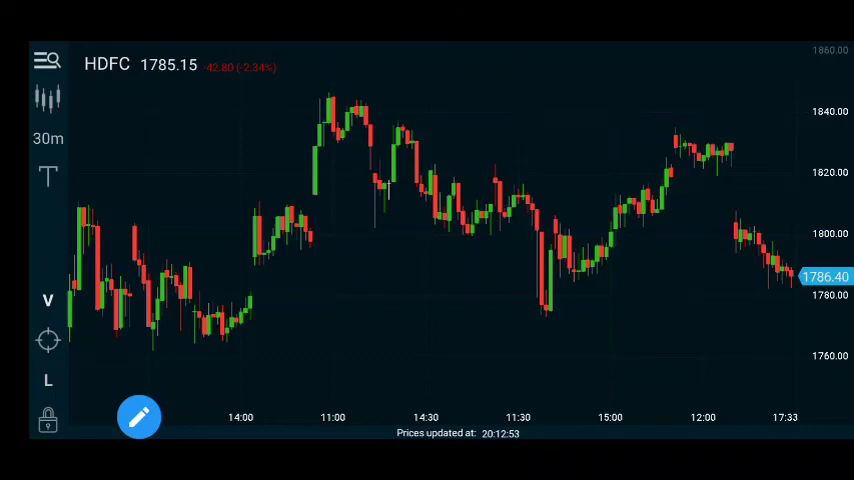 HDFC 1785.15 -42.80 (-2.34%)
30m
T
V
L
1860.00
1840.00
1820.00
1800.00
1786.40
1780.00
1760.00
14:00 11:00 14:30 11:30 15:00 12:00 17:33
Prices updated at: 20:12:53